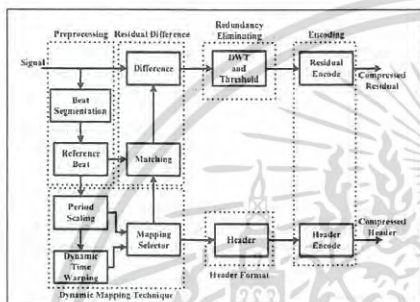 Redundancy
Preprocessing Residual Difference Eliminating Encoding
Signal
Difference
DWT
and
Threshold
Residual
Encode
Compressed
Residual
Beat
Segmentation
Reference
Beat
Matching
Period
Scaling
Mapping
Selector
Header
Header
Encode
Compressed
Header
Dynamic
Time
Warping
Header Format
Dynamic Mapping Technique